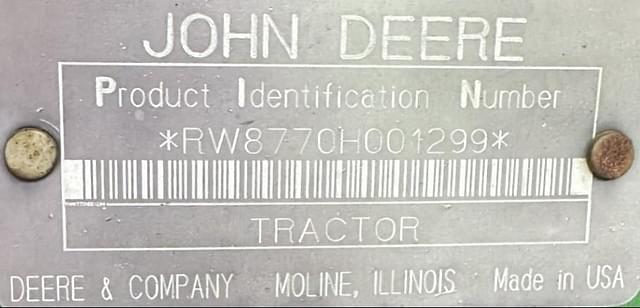 JOHN DEERE
Product Identification Number
*RW8770H001299*
TRACTOR
DEERE & COMPANY MOLINE, ILLINOIS Made in USA